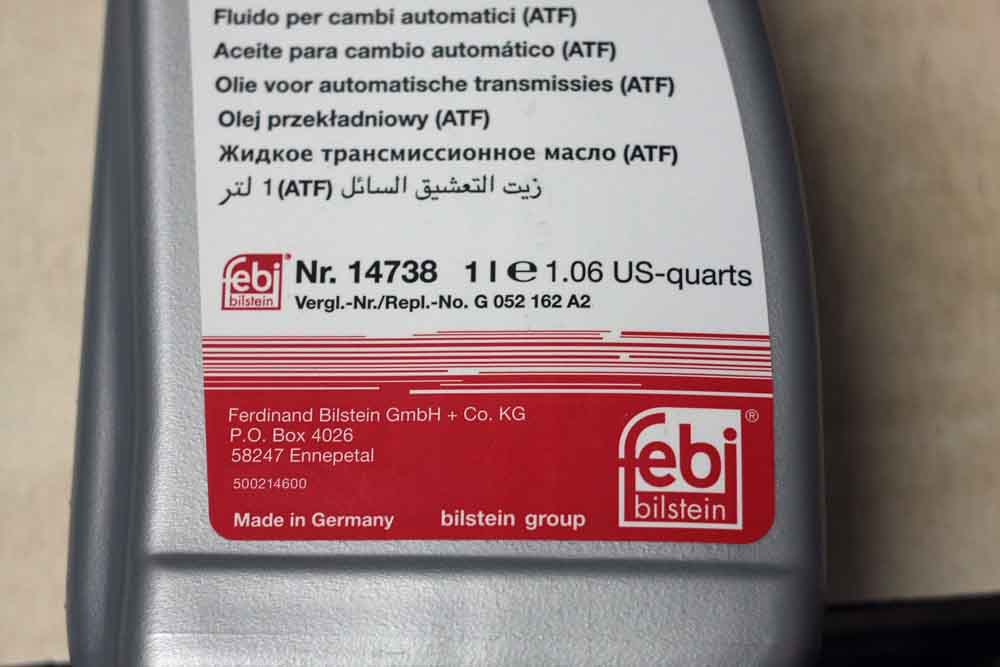 Fluido per cambi automatici (ATF)
Aceite para cambio automático (ATF)
Olie voor automatische transmissies (ATF)
Olej przekładniowy (ATF)
Жидкое трансмиссионное масло (ATF)
زيت التعشيق السائل (ATF) 1 لتر
febi® bilstein Nr. 14738 1 l ℮ 1.06 US-quarts
Vergl.-Nr./Repl.-No. G 052 162 A2
Ferdinand Bilstein GmbH + Co. KG
P.O. Box 4026
58247 Ennepetal
500214600
Made in Germany bilstein group
febi®
bilstein